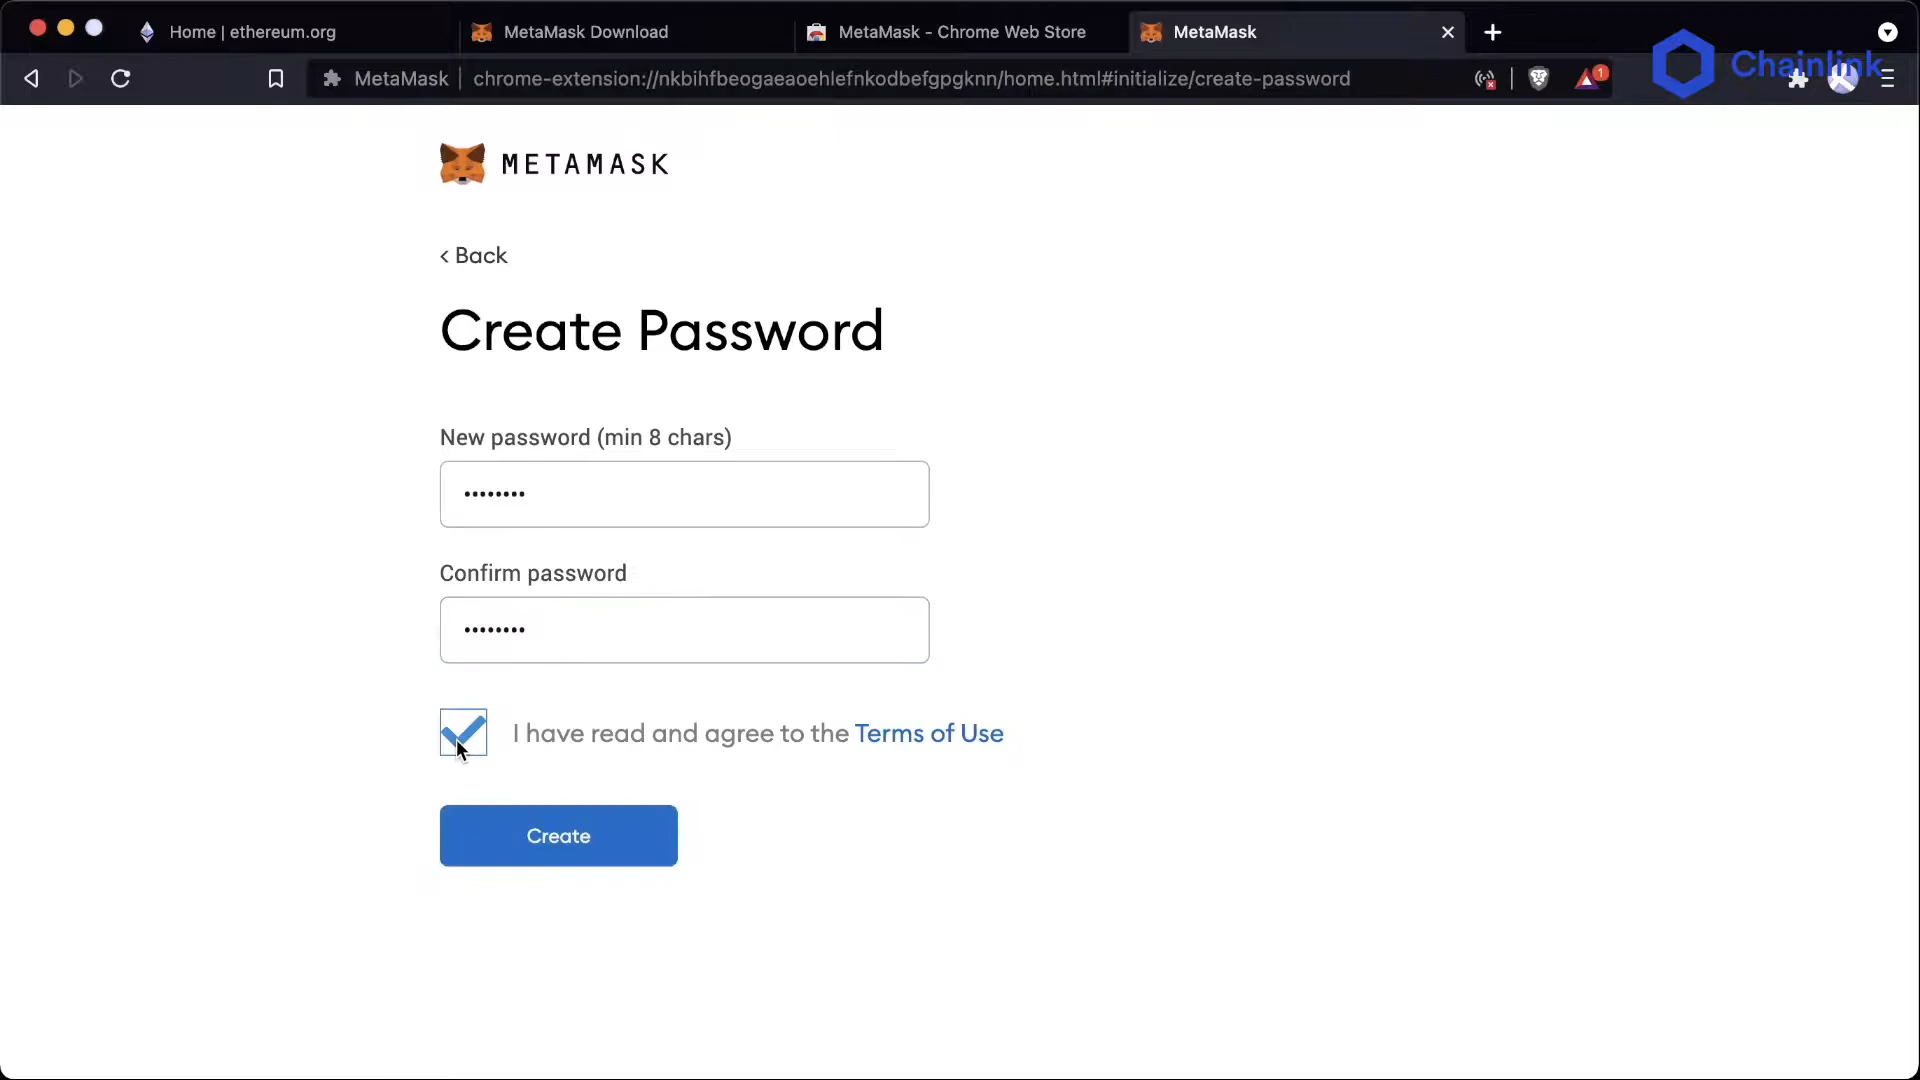 Home | ethereum.org
MetaMask Download
MetaMask - Chrome Web Store
MetaMask
MetaMask
chrome-extension://nkbihfbeogaeaoehlefnkodbefgpgknn/home.html#initialize/create-password
1
Chainlink
METAMASK
< Back
Create Password
New password (min 8 chars)
••••••••
Confirm password
••••••••
I have read and agree to the Terms of Use
Create